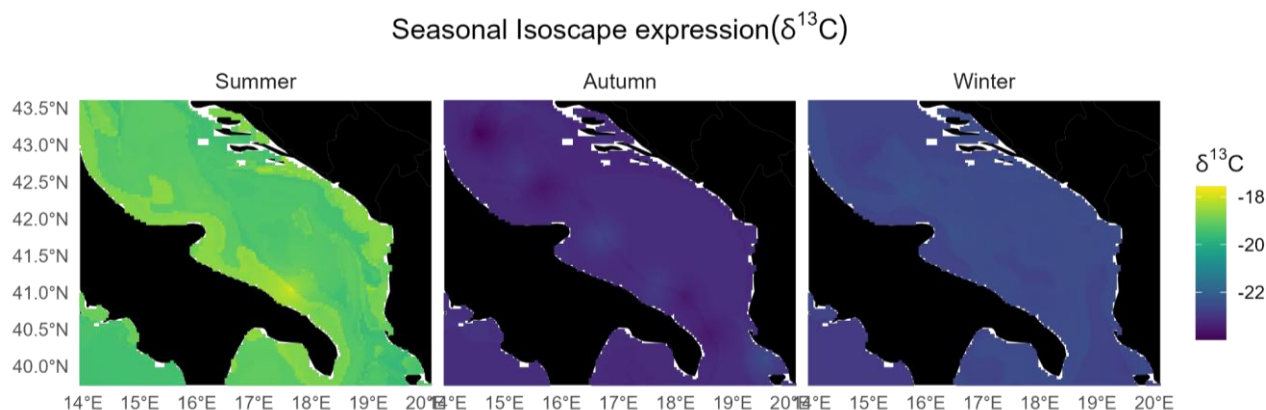 Seasonal Isoscape expression(δ¹³C)
Summer Autumn Winter
43.5°N
43.0°N
42.5°N
42.0°N
41.5°N
41.0°N
40.5°N
40.0°N
14°E 15°E 16°E 17°E 18°E 19°E 20°E 14°E 15°E 16°E 17°E 18°E 19°E 20°E 14°E 15°E 16°E 17°E 18°E 19°E 20°E
δ¹³C
-18
-20
-22